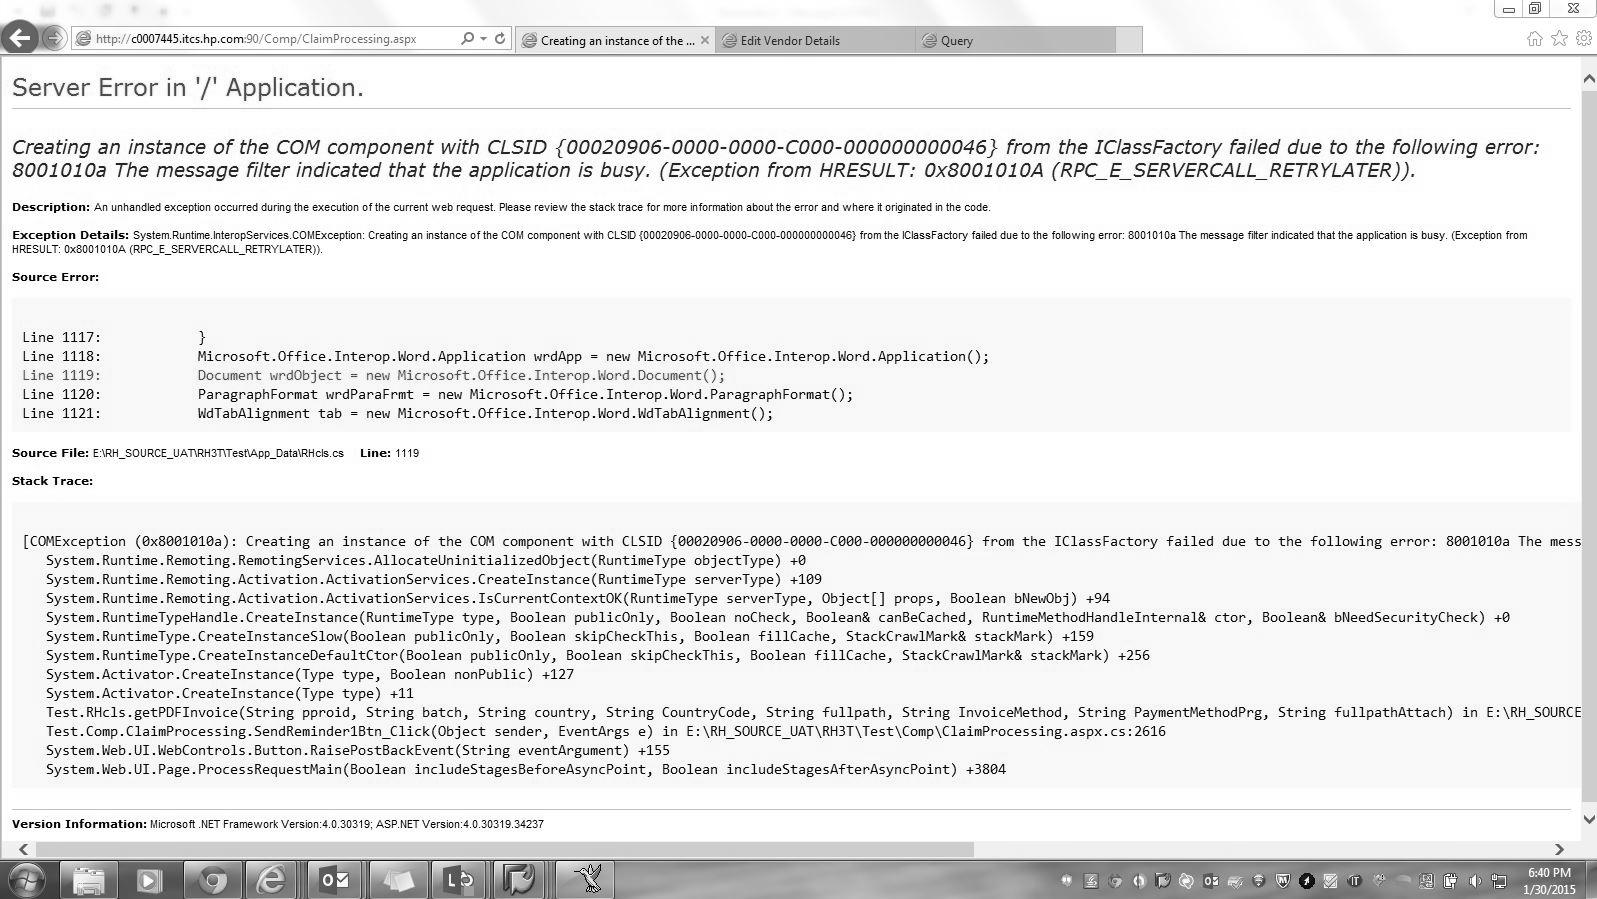 http://c0007445.itcs.hp.com:90/Comp/ClaimProcessing.aspx
Creating an instance of the ...
Edit Vendor Details
Query
Server Error in '/' Application.
Creating an instance of the COM component with CLSID {00020906-0000-0000-C000-000000000046} from the IClassFactory failed due to the following error:
8001010a The message filter indicated that the application is busy. (Exception from HRESULT: 0x8001010A (RPC_E_SERVERCALL_RETRYLATER)).
Description: An unhandled exception occurred during the execution of the current web request. Please review the stack trace for more information about the error and where it originated in the code.
Exception Details: System.Runtime.InteropServices.COMException: Creating an instance of the COM component with CLSID {00020906-0000-0000-C000-000000000046} from the IClassFactory failed due to the following error: 8001010a The message filter indicated that the application is busy. (Exception from
HRESULT: 0x8001010A (RPC_E_SERVERCALL_RETRYLATER)).
Source Error:
Line 1117: }
Line 1118: Microsoft.Office.Interop.Word.Application wrdApp = new Microsoft.Office.Interop.Word.Application();
Line 1119: Document wrdObject = new Microsoft.Office.Interop.Word.Document();
Line 1120: ParagraphFormat wrdParaFrmt = new Microsoft.Office.Interop.Word.ParagraphFormat();
Line 1121: WdTabAlignment tab = new Microsoft.Office.Interop.Word.WdTabAlignment();
Source File: E:\RH_SOURCE_UAT\RH3T\Test\App_Data\RHcls.cs Line: 1119
Stack Trace:
[COMException (0x8001010a): Creating an instance of the COM component with CLSID {00020906-0000-0000-C000-000000000046} from the IClassFactory failed due to the following error: 8001010a The mess
System.Runtime.Remoting.RemotingServices.AllocateUninitializedObject(RuntimeType objectType) +0
System.Runtime.Remoting.Activation.ActivationServices.CreateInstance(RuntimeType serverType) +109
System.Runtime.Remoting.Activation.ActivationServices.IsCurrentContextOK(RuntimeType serverType, Object[] props, Boolean bNewObj) +94
System.RuntimeTypeHandle.CreateInstance(RuntimeType type, Boolean publicOnly, Boolean noCheck, Boolean& canBeCached, RuntimeMethodHandleInternal& ctor, Boolean& bNeedSecurityCheck) +0
System.RuntimeType.CreateInstanceSlow(Boolean publicOnly, Boolean skipCheckThis, Boolean fillCache, StackCrawlMark& stackMark) +159
System.RuntimeType.CreateInstanceDefaultCtor(Boolean publicOnly, Boolean skipCheckThis, Boolean fillCache, StackCrawlMark& stackMark) +256
System.Activator.CreateInstance(Type type, Boolean nonPublic) +127
System.Activator.CreateInstance(Type type) +11
Test.RHcls.getPDFInvoice(String pproid, String batch, String country, String CountryCode, String fullpath, String InvoiceMethod, String PaymentMethodPrg, String fullpathAttach) in E:\RH_SOURCE
Test.Comp.ClaimProcessing.SendReminder1Btn_Click(Object sender, EventArgs e) in E:\RH_SOURCE_UAT\RH3T\Test\Comp\ClaimProcessing.aspx.cs:2616
System.Web.UI.WebControls.Button.RaisePostBackEvent(String eventArgument) +155
System.Web.UI.Page.ProcessRequestMain(Boolean includeStagesBeforeAsyncPoint, Boolean includeStagesAfterAsyncPoint) +3804
Version Information: Microsoft .NET Framework Version:4.0.30319; ASP.NET Version:4.0.30319.34237
6:40 PM
1/30/2015